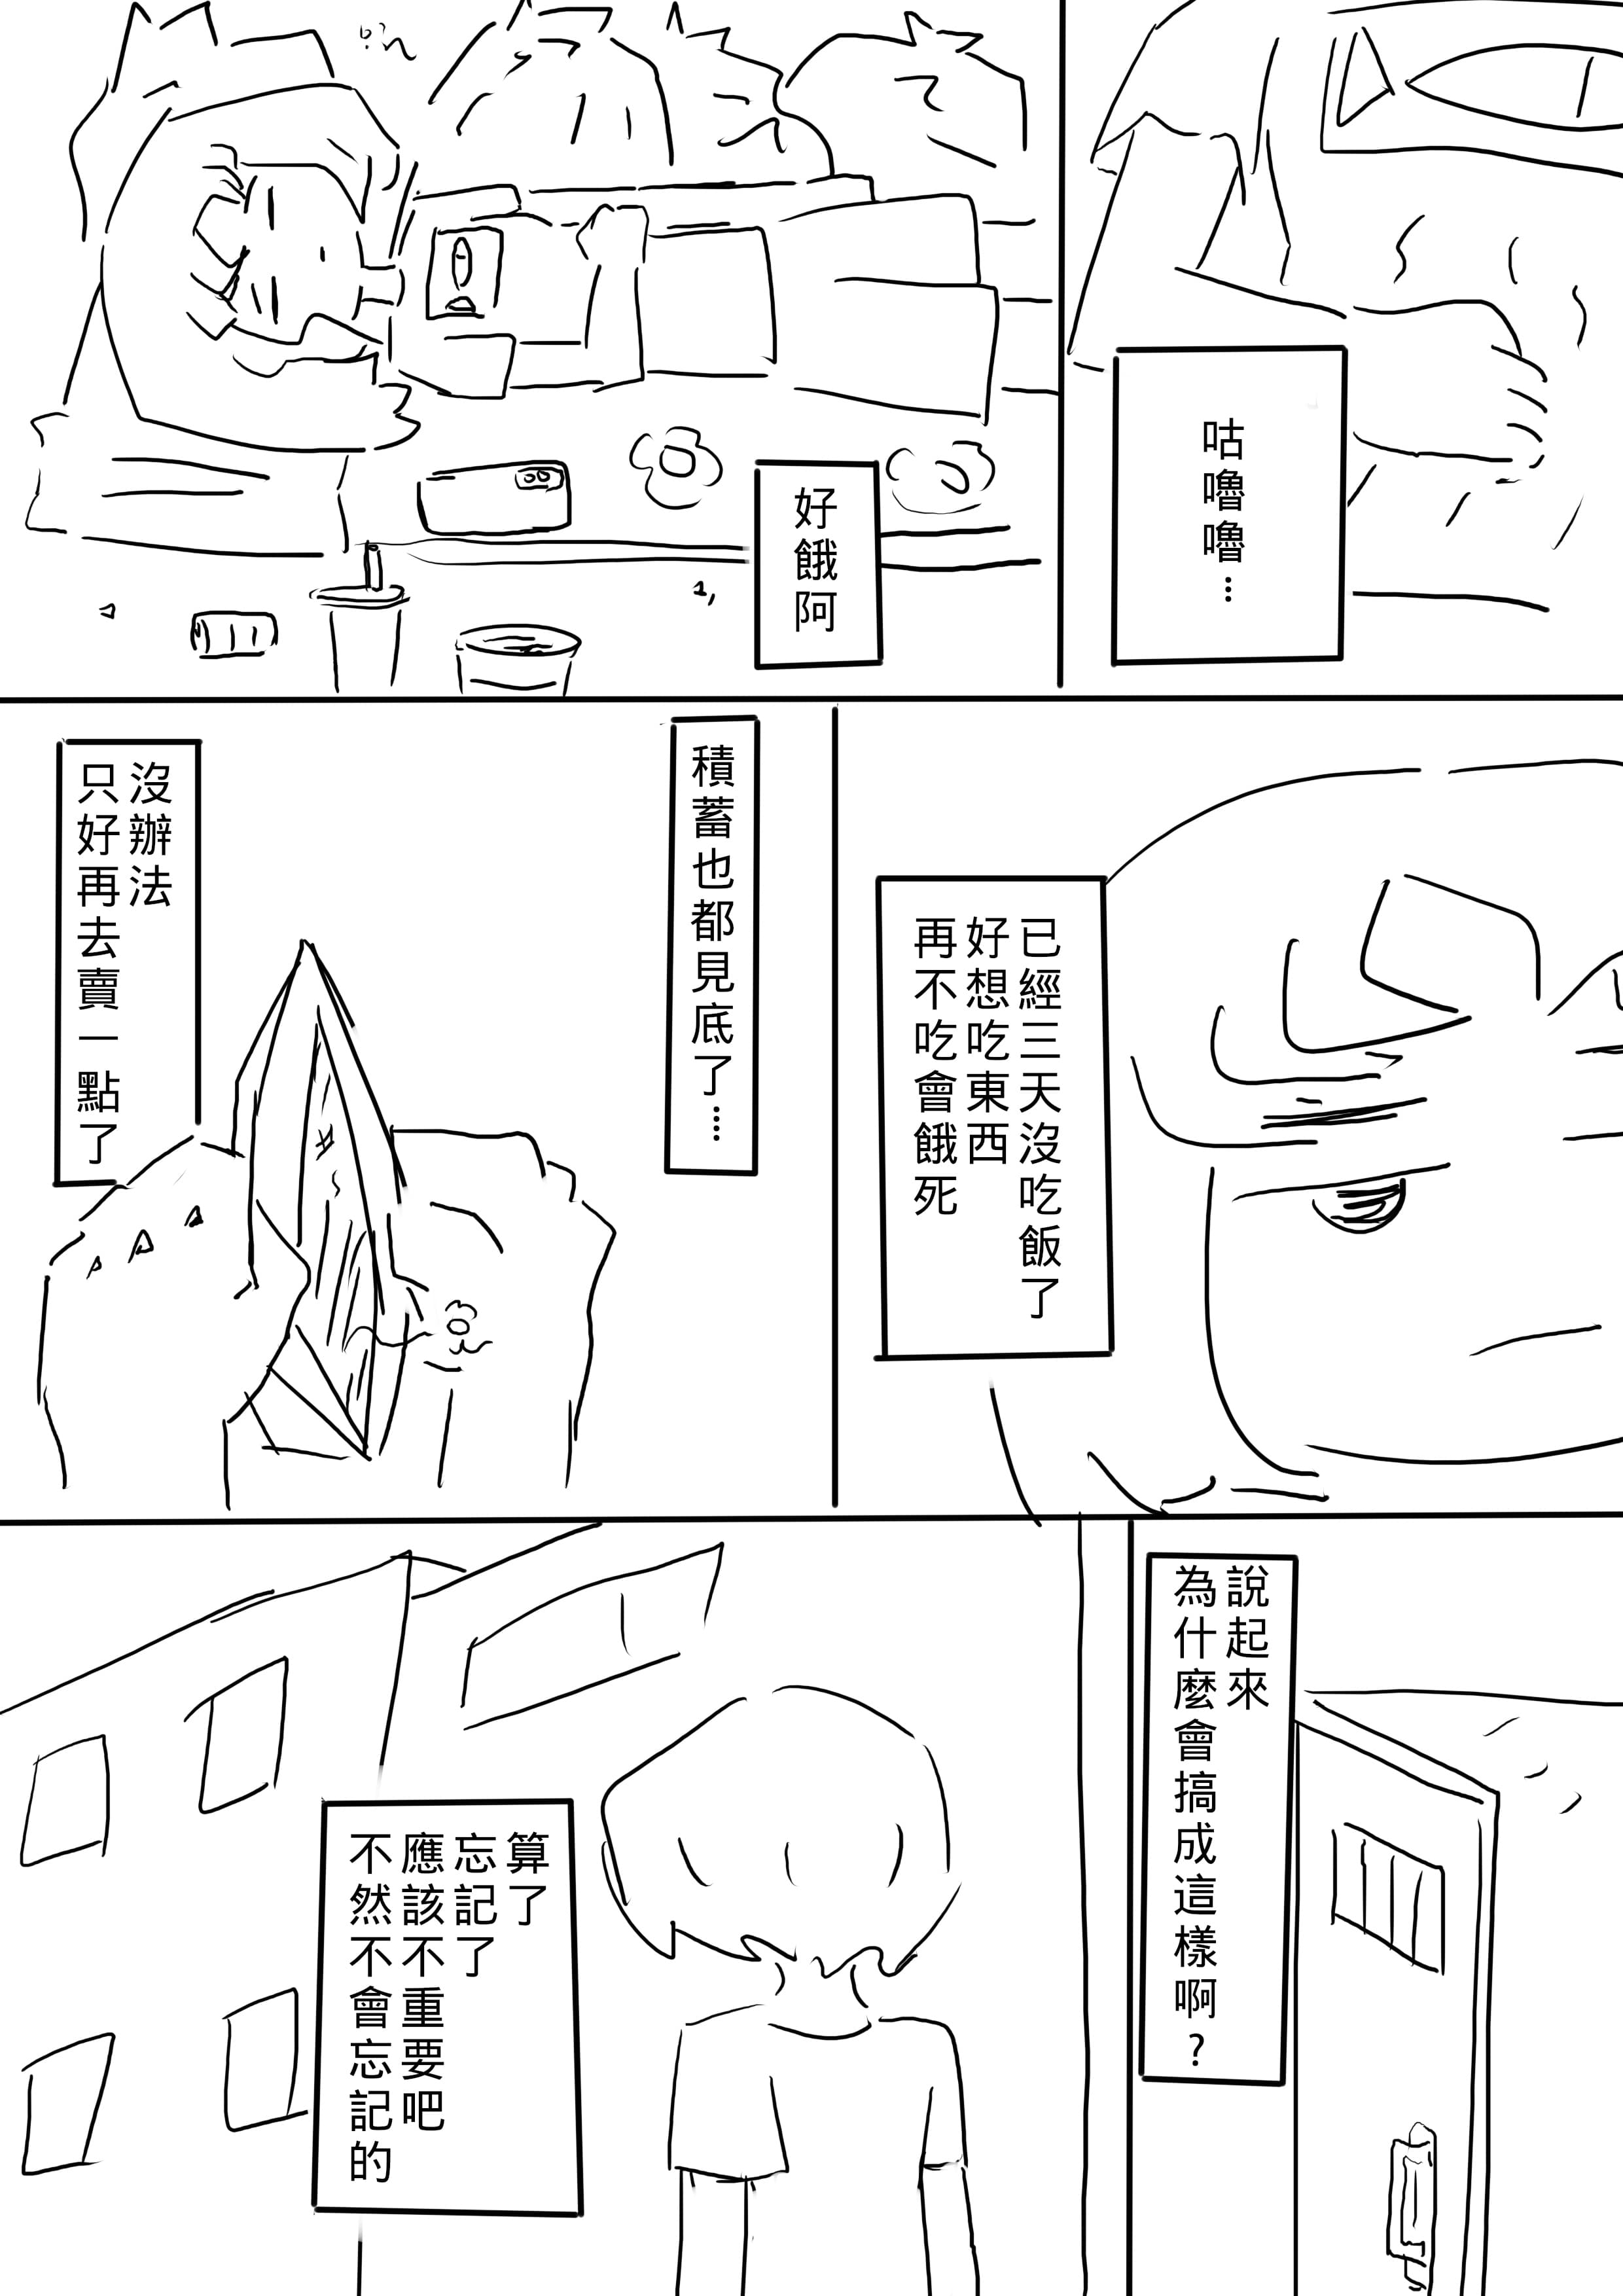 咕嚕嚕…
好餓阿
已經三天沒吃飯了
好想吃東西
再不吃會餓死
積蓄也都見底了…
沒辦法
只好再去賣一點了
說起來
為什麼會搞成這樣啊?
算了
忘記了
應該不重要吧
不然不會忘記的